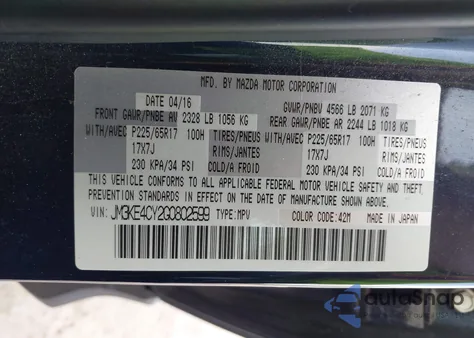 MFD. BY MAZDA MOTOR CORPORATION
DATE 04/16 GVWR/PNBV 4566 LB 2071 KG
FRONT GAWR/PNBE AV 2328 LB 1056 KG REAR GAWR/PNBE AR 2244 LB 1018 KG
WITH/AVEC P225/65R17 100H TIRES/PNEUS WITH/AVEC P225/65R17 100H TIRES/PNEUS
17X7J RIMS/JANTES 17X7J RIMS/JANTES
230 KPA/34 PSI COLD/A FROID 230 KPA/34 PSI COLD/A FROID
THIS VEHICLE CONFORMS TO ALL APPLICABLE FEDERAL MOTOR VEHICLE SAFETY,
THEFT PREVENTION STANDARDS IN EFFECT ON THE DATE OF MANUFACTURE SHOWN ABOVE.
VIN: JM3KE4CY2G0802599 TYPE:MPV COLOR CODE:42M MADE IN JAPAN
autoSnap